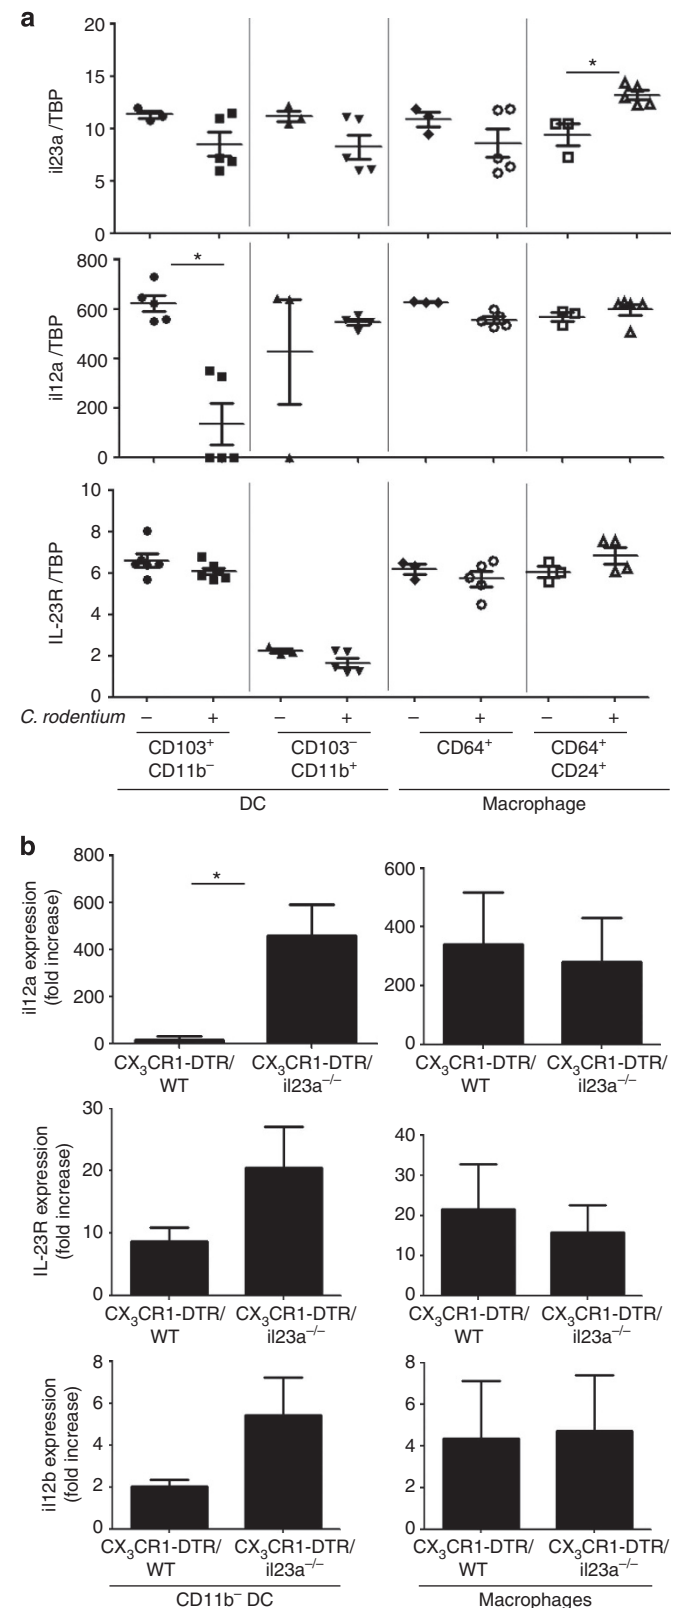 a
il23a /TBP
20
15
10
5
0
*
il12a /TBP
800
600
400
200
0
*
IL-23R /TBP
10
8
6
4
2
0
C. rodentium – + – + – + – +
CD103⁺ CD103⁻ CD64⁺ CD64⁺
CD11b⁻ CD11b⁺ CD24⁺
DC Macrophage
b
il12a expression
(fold increase)
800
600
400
200
0
*
CX₃CR1-DTR/ CX₃CR1-DTR/
WT il23a⁻/⁻
600
400
200
0
CX₃CR1-DTR/ CX₃CR1-DTR/
WT il23a⁻/⁻
IL-23R expression
(fold increase)
30
20
10
0
CX₃CR1-DTR/ CX₃CR1-DTR/
WT il23a⁻/⁻
40
30
20
10
0
CX₃CR1-DTR/ CX₃CR1-DTR/
WT il23a⁻/⁻
il12b expression
(fold increase)
8
6
4
2
0
CX₃CR1-DTR/ CX₃CR1-DTR/
WT il23a⁻/⁻
CD11b⁻ DC
8
6
4
2
0
CX₃CR1-DTR/ CX₃CR1-DTR/
WT il23a⁻/⁻
Macrophages